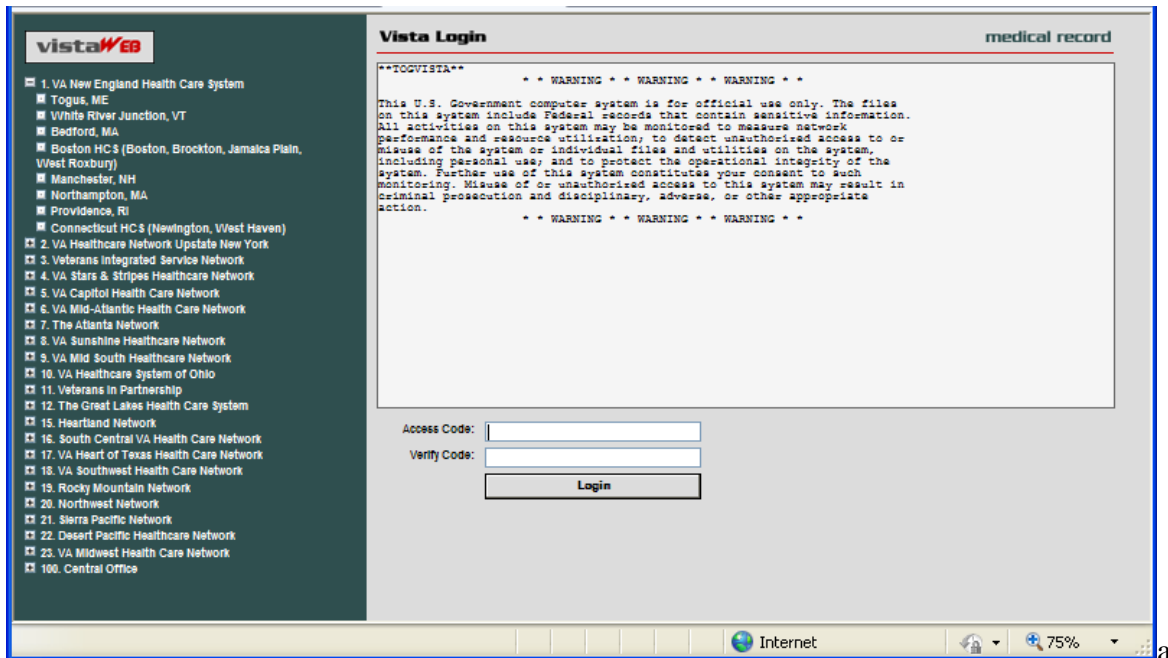 vistaWEB
1. VA New England Health Care System
Togus, ME
White River Junction, VT
Bedford, MA
Boston HCS (Boston, Brockton, Jamaica Plain,
West Roxbury)
Manchester, NH
Northampton, MA
Providence, RI
Connecticut HCS (Newington, West Haven)
2. VA Healthcare Network Upstate New York
3. Veterans Integrated Service Network
4. VA Stars & Stripes Healthcare Network
5. VA Capitol Health Care Network
6. VA Mid-Atlantic Health Care Network
7. The Atlanta Network
8. VA Sunshine Healthcare Network
9. VA Mid South Healthcare Network
10. VA Healthcare System of Ohio
11. Veterans In Partnership
12. The Great Lakes Health Care System
15. Heartland Network
16. South Central VA Health Care Network
17. VA Heart of Texas Health Care Network
18. VA Southwest Health Care Network
19. Rocky Mountain Network
20. Northwest Network
21. Sierra Pacific Network
22. Desert Pacific Healthcare Network
23. VA Midwest Health Care Network
100. Central Office
Vista Login
medical record
**TOGVISTA**
* * WARNING * * WARNING * * WARNING * *
This U.S. Government computer system is for official use only. The files
on this system include Federal records that contain sensitive information.
All activities on this system may be monitored to measure network
performance and resource utilization; to detect unauthorized access to or
misuse of the system or individual files and utilities on the system,
including personal use; and to protect the operational integrity of the
system. Further use of this system constitutes your consent to such
monitoring. Misuse of or unauthorized access to this system may result in
criminal prosecution and disciplinary, adverse, or other appropriate
action.
* * WARNING * * WARNING * * WARNING * *
Access Code:
Verify Code:
Login
Internet
75%
a